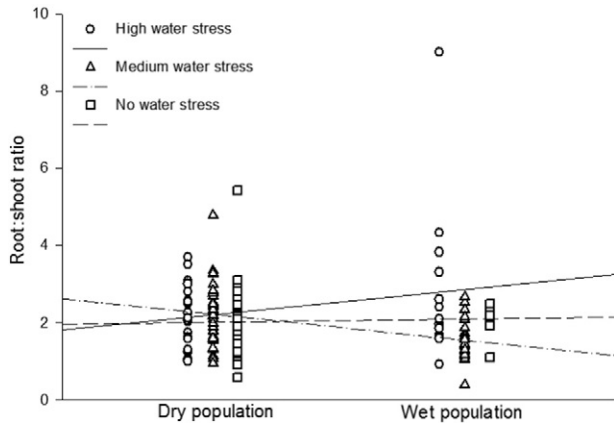 10
High water stress
Medium water stress
8
No water stress
6
Root:shoot ratio
4
2
0
Dry population
Wet population